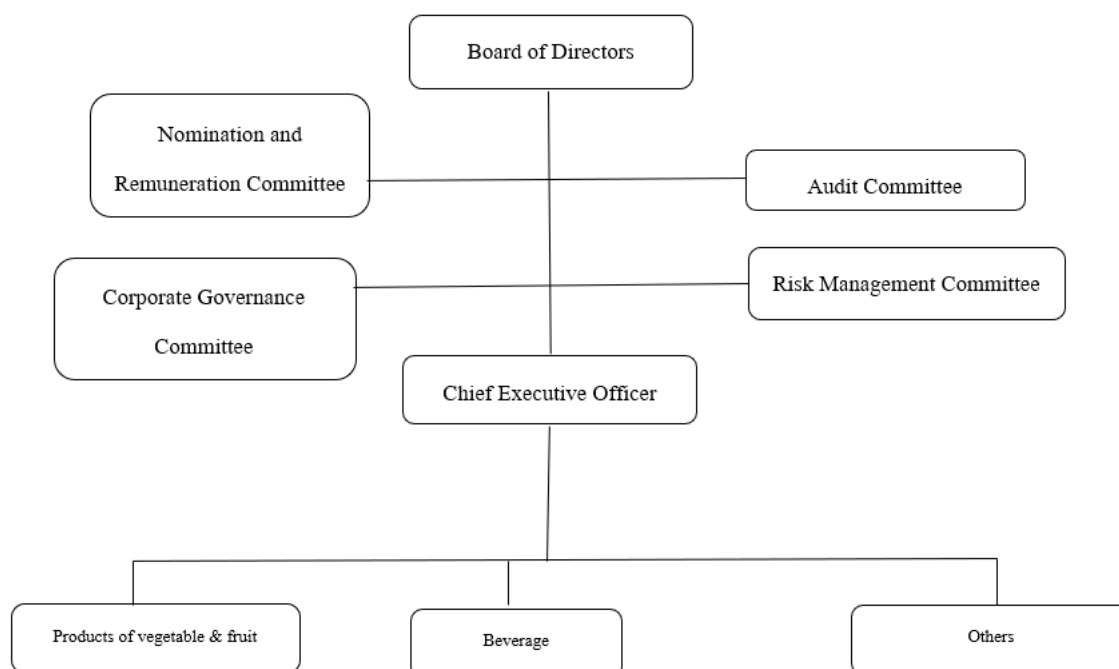 Board of Directors
Nomination and
Remuneration Committee
Audit Committee
Corporate Governance
Committee
Risk Management Committee
Chief Executive Officer
Products of vegetable & fruit
Beverage
Others